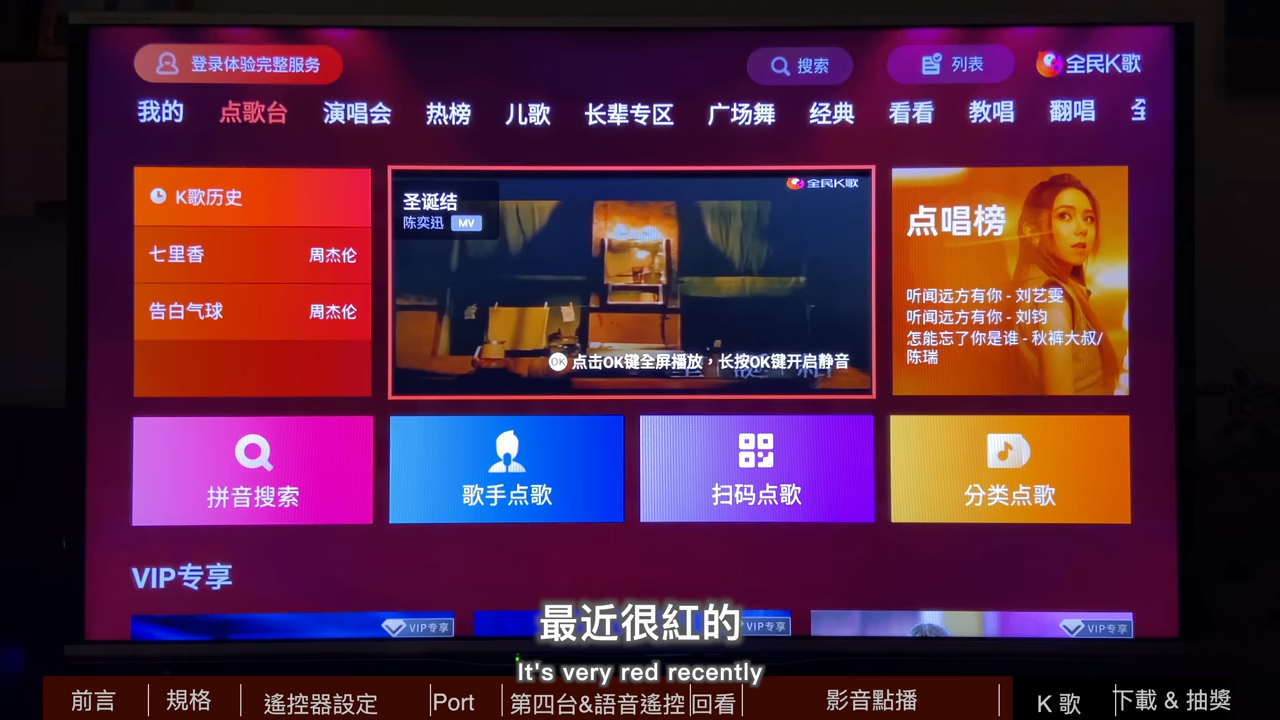 登录体验完整服务
搜索
列表
全民K歌
我的 点歌台 演唱会 热榜 儿歌 长辈专区 广场舞 经典 看看 教唱 翻唱
K歌历史
七里香 周杰伦
告白气球 周杰伦
圣诞结
陈奕迅 MV
全民K歌
OK 点击OK键全屏播放，长按OK键开启静音
点唱榜
听闻远方有你 - 刘艺雯
听闻远方有你 - 刘钧
怎能忘了你是谁 - 秋裤大叔/
陈瑞
拼音搜索
歌手点歌
扫码点歌
分类点歌
VIP专享
VIP专享
VIP专享
VIP专享
最近很紅的
It's very red recently
前言 規格 遙控器設定 Port 第四台&語音遙控 回看 影音點播 K 歌 下載 & 抽獎